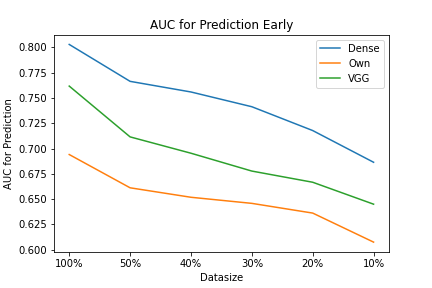 AUC for Prediction Early
AUC for Prediction
0.800
0.775
0.750
0.725
0.700
0.675
0.650
0.625
0.600
Dense
Own
VGG
100% 50% 40% 30% 20% 10%
Datasize